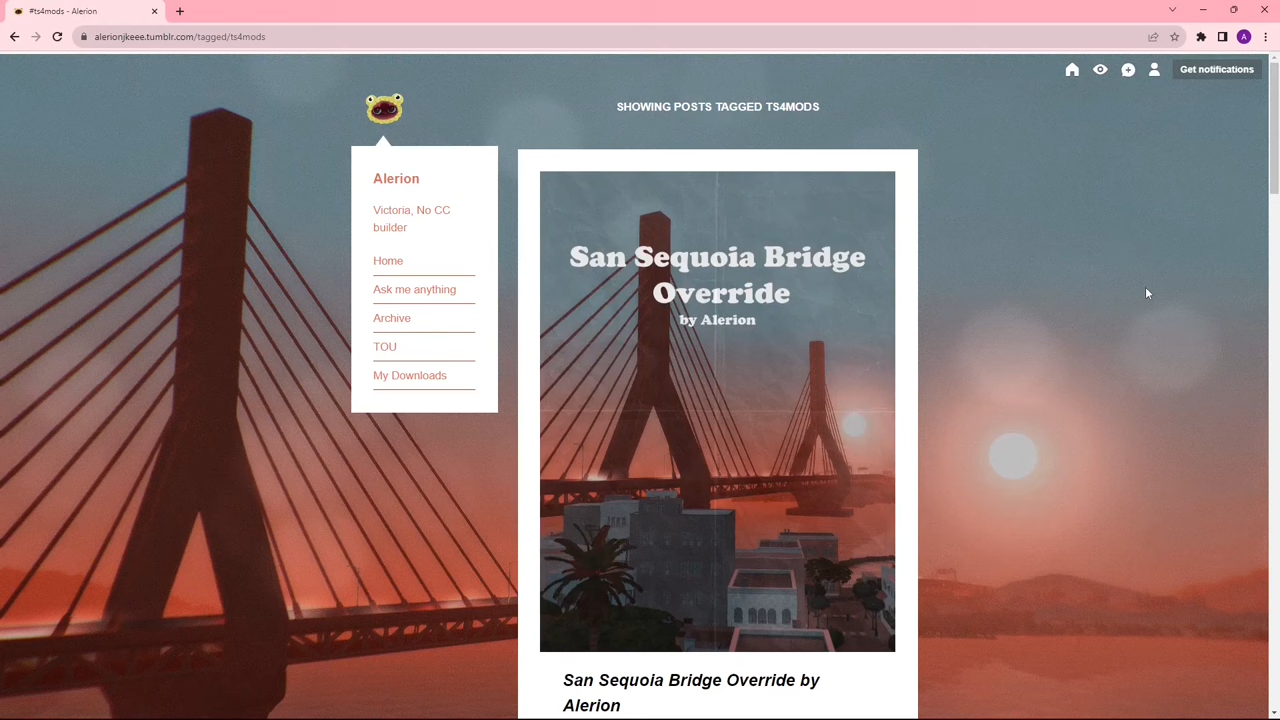 #ts4mods - Alerion
alerionjkeee.tumblr.com/tagged/ts4mods
A
Get notifications
SHOWING POSTS TAGGED TS4MODS
Alerion
Victoria, No CC
builder
Home
Ask me anything
Archive
TOU
My Downloads
San Sequoia Bridge
Override
by Alerion
San Sequoia Bridge Override by
Alerion